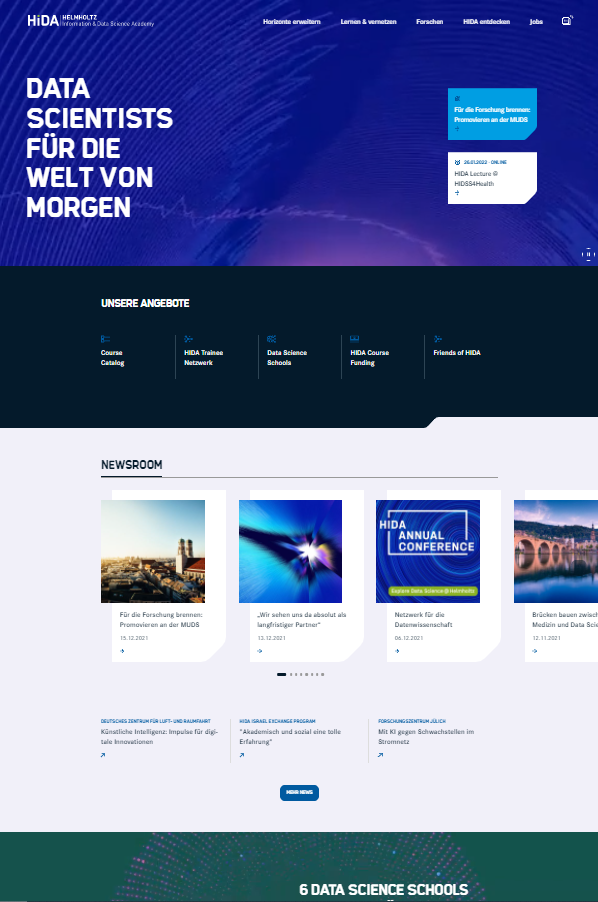 HiDA HELMHOLTZ
Information & Data Science Academy
Horizonte erweitern
Lernen & vernetzen
Forschen
HIDA entdecken
Jobs
DATA
SCIENTISTS
FÜR DIE
WELT VON
MORGEN
Für die Forschung brennen:
Promovieren an der MUDS
26.01.2022 · ONLINE
HIDA Lecture @
HIDSS4Health
UNSERE ANGEBOTE
Course
Catalog
HIDA Trainee
Netzwerk
Data Science
Schools
HIDA Course
Funding
Friends of HIDA
NEWSROOM
HIDA
ANNUAL
CONFERENCE
Explore Data Science@Helmholtz
Für die Forschung brennen:
Promovieren an der MUDS
15.12.2021
„Wir sehen uns da absolut als
langfristiger Partner“
13.12.2021
Netzwerk für die
Datenwissenschaft
06.12.2021
Brücken bauen zwisch
Medizin und Data Scie
12.11.2021
DEUTSCHES ZENTRUM FÜR LUFT- UND RAUMFAHRT
Künstliche Intelligenz: Impulse für digi-
tale Innovationen
HIDA ISRAEL EXCHANGE PROGRAM
"Akademisch und sozial eine tolle
Erfahrung"
FORSCHUNGSZENTRUM JÜLICH
Mit KI gegen Schwachstellen im
Stromnetz
MEHR NEWS
6 DATA SCIENCE SCHOOLS